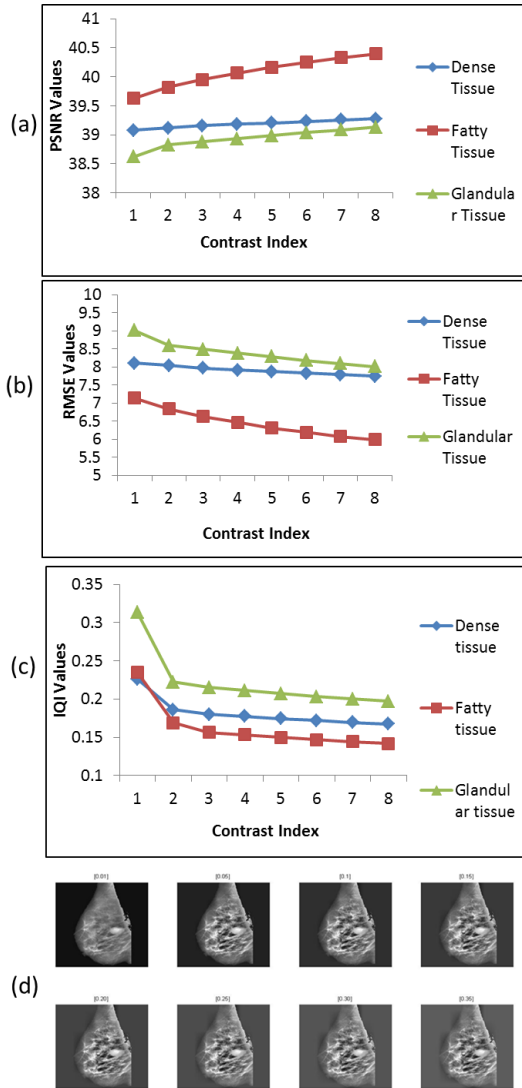 (a)
PSNR Values
41
40.5
40
39.5
39
38.5
38
1 2 3 4 5 6 7 8
Contrast Index
Dense
Tissue
Fatty
Tissue
Glandula
r Tissue
(b)
RMSE Values
10
9.5
9
8.5
8
7.5
7
6.5
6
5.5
5
1 2 3 4 5 6 7 8
Contrast Index
Dense
Tissue
Fatty
Tissue
Glandular
Tissue
(c)
IQI Values
0.35
0.3
0.25
0.2
0.15
0.1
1 2 3 4 5 6 7 8
Contrast Index
Dense
tissue
Fatty
tissue
Glandul
ar tissue
(d)
[0.01] [0.05] [0.1] [0.15]
[0.20] [0.25] [0.30] [0.35]